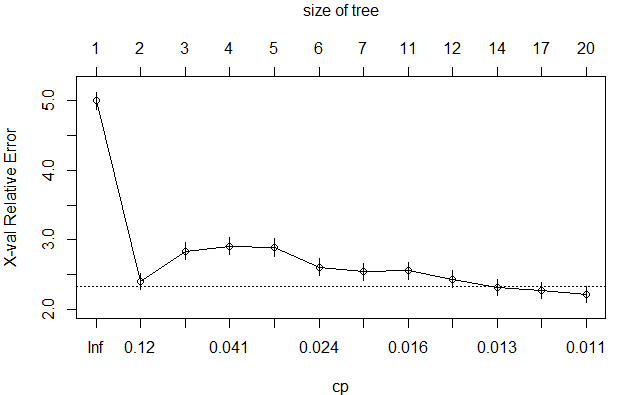 size of tree
1 2 3 4 5 6 7 11 12 14 17 20
X-val Relative Error
5.0
4.0
3.0
2.0
Inf 0.12 0.041 0.024 0.016 0.013 0.011
cp